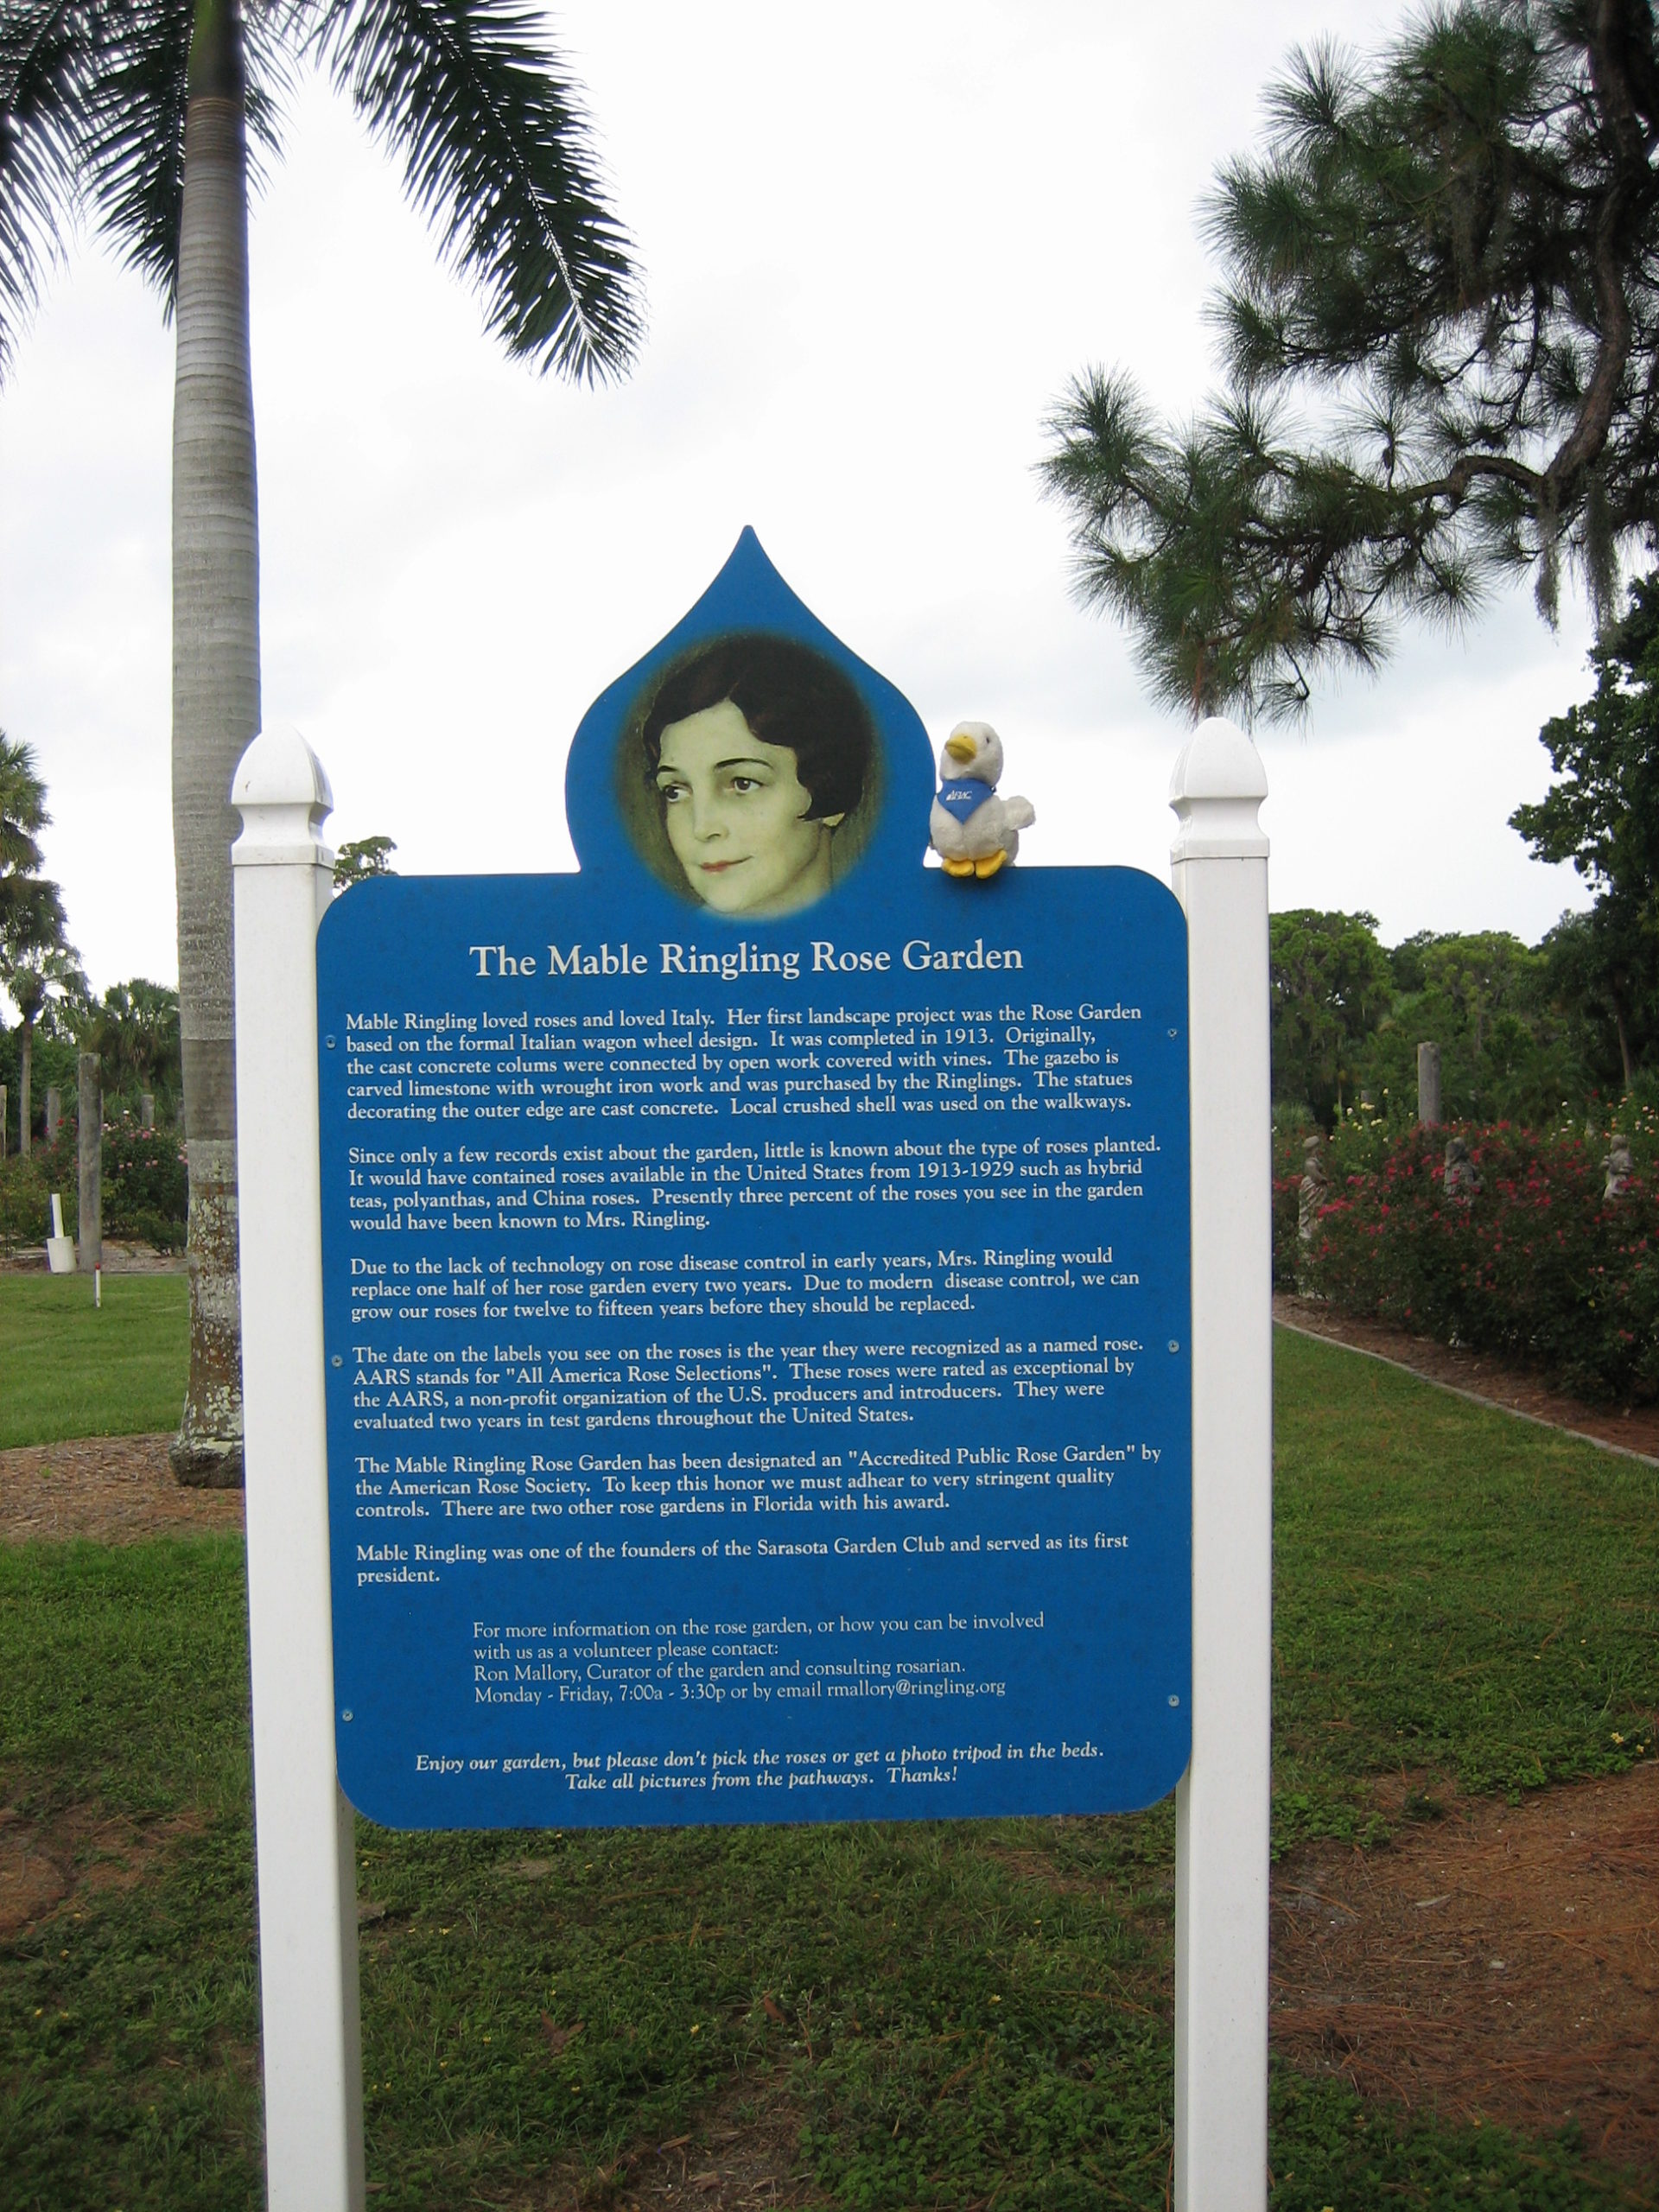 AFLAC
The Mable Ringling Rose Garden
Mable Ringling loved roses and loved Italy. Her first landscape project was the Rose Garden
based on the formal Italian wagon wheel design. It was completed in 1913. Originally,
the cast concrete colums were connected by open work covered with vines. The gazebo is
carved limestone with wrought iron work and was purchased by the Ringlings. The statues
decorating the outer edge are cast concrete. Local crushed shell was used on the walkways.
Since only a few records exist about the garden, little is known about the type of roses planted.
It would have contained roses available in the United States from 1913-1929 such as hybrid
teas, polyanthas, and China roses. Presently three percent of the roses you see in the garden
would have been known to Mrs. Ringling.
Due to the lack of technology on rose disease control in early years, Mrs. Ringling would
replace one half of her rose garden every two years. Due to modern disease control, we can
grow our roses for twelve to fifteen years before they should be replaced.
The date on the labels you see on the roses is the year they were recognized as a named rose.
AARS stands for "All America Rose Selections". These roses were rated as exceptional by
the AARS, a non-profit organization of the U.S. producers and introducers. They were
evaluated two years in test gardens throughout the United States.
The Mable Ringling Rose Garden has been designated an "Accredited Public Rose Garden" by
the American Rose Society. To keep this honor we must adhear to very stringent quality
controls. There are two other rose gardens in Florida with his award.
Mable Ringling was one of the founders of the Sarasota Garden Club and served as its first
president.
For more information on the rose garden, or how you can be involved
with us as a volunteer please contact:
Ron Mallory, Curator of the garden and consulting rosarian.
Monday - Friday, 7:00a - 3:30p or by email rmallory@ringling.org
Enjoy our garden, but please don't pick the roses or get a photo tripod in the beds.
Take all pictures from the pathways. Thanks!